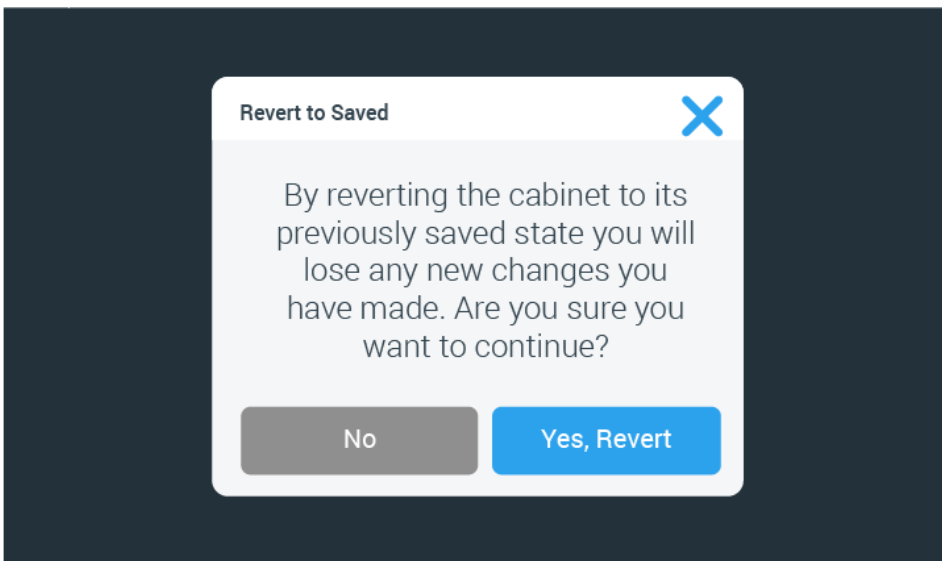 Revert to Saved
By reverting the cabinet to its
previously saved state you will
lose any new changes you
have made. Are you sure you
want to continue?
No
Yes, Revert